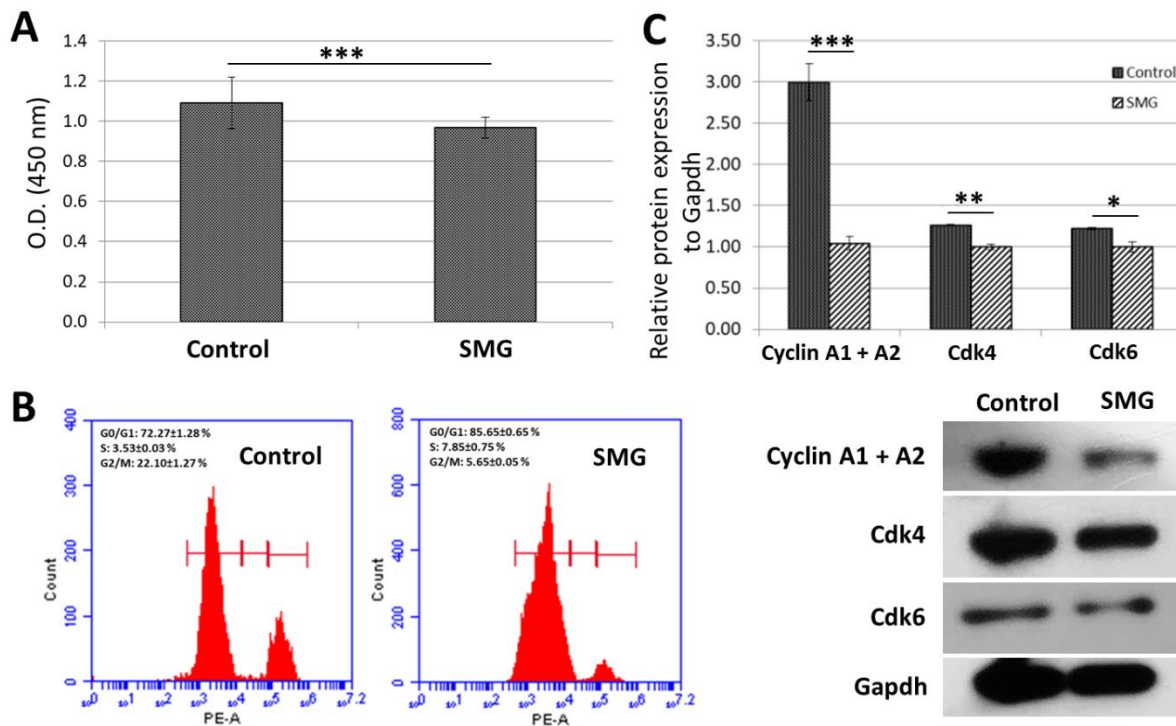 A
1.4
1.2
1.0
0.8
0.6
0.4
0.2
0.0
O.D. (450 nm)
***
Control
SMG
C
3.50
3.00
2.50
2.00
1.50
1.00
0.50
0.00
Relative protein expression
to Gapdh
***
**
*
Control
SMG
Cyclin A1 + A2
Cdk4
Cdk6
B
400
300
200
100
0
Count
G0/G1: 72.27±1.28 %
S: 3.53±0.03 %
G2/M: 22.10±1.27 %
Control
PE-A
800
600
400
200
0
Count
G0/G1: 85.65±0.65 %
S: 7.85±0.75 %
G2/M: 5.65±0.05 %
SMG
PE-A
Control SMG
Cyclin A1 + A2
Cdk4
Cdk6
Gapdh